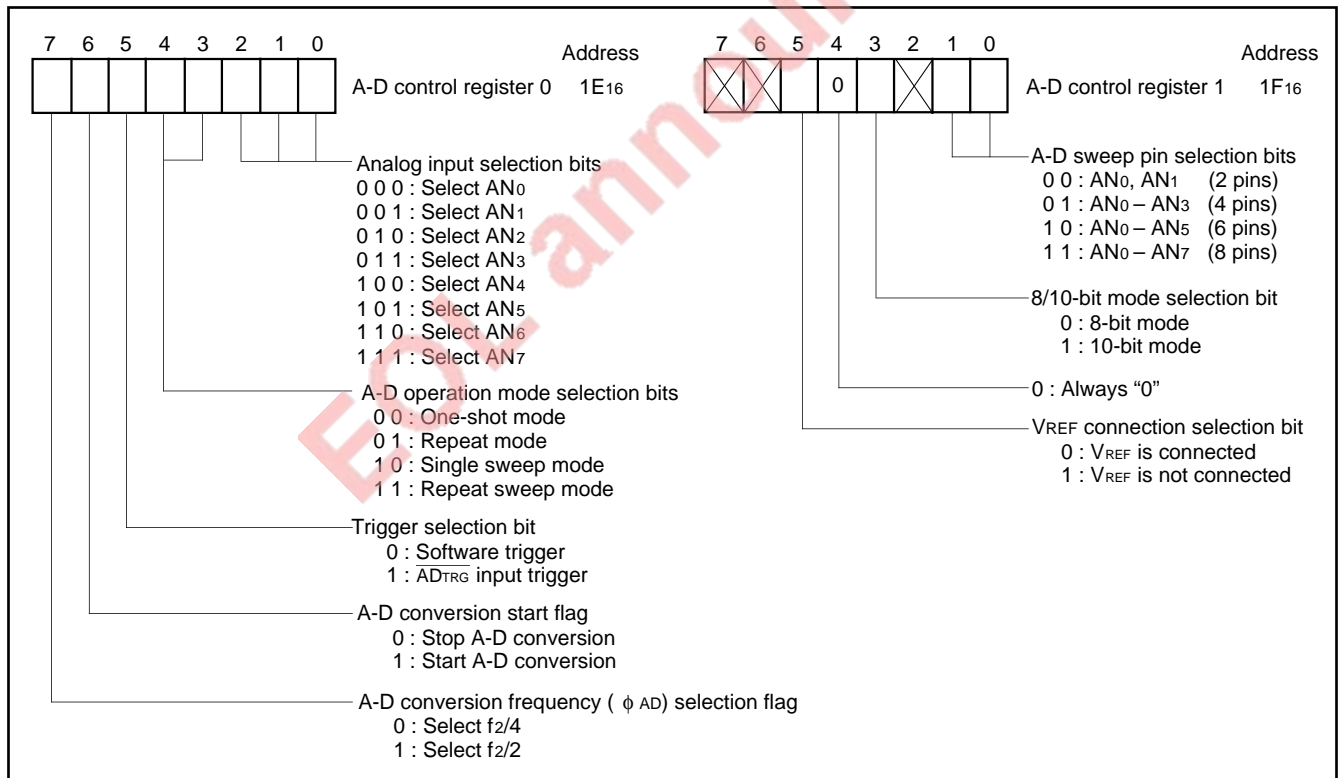 7 6 5 4 3 2 1 0
Address
A-D control register 0 1E16
Analog input selection bits
0 0 0 : Select AN0
0 0 1 : Select AN1
0 1 0 : Select AN2
0 1 1 : Select AN3
1 0 0 : Select AN4
1 0 1 : Select AN5
1 1 0 : Select AN6
1 1 1 : Select AN7
A-D operation mode selection bits
0 0 : One-shot mode
0 1 : Repeat mode
1 0 : Single sweep mode
1 1 : Repeat sweep mode
Trigger selection bit
0 : Software trigger
1 : ADTRG input trigger
A-D conversion start flag
0 : Stop A-D conversion
1 : Start A-D conversion
A-D conversion frequency ( ϕ AD) selection flag
0 : Select f2/4
1 : Select f2/2
7 6 5 4 3 2 1 0
Address
0
A-D control register 1 1F16
A-D sweep pin selection bits
0 0 : AN0, AN1 (2 pins)
0 1 : AN0 – AN3 (4 pins)
1 0 : AN0 – AN5 (6 pins)
1 1 : AN0 – AN7 (8 pins)
8/10-bit mode selection bit
0 : 8-bit mode
1 : 10-bit mode
0 : Always “0”
VREF connection selection bit
0 : VREF is connected
1 : VREF is not connected
EOL announ